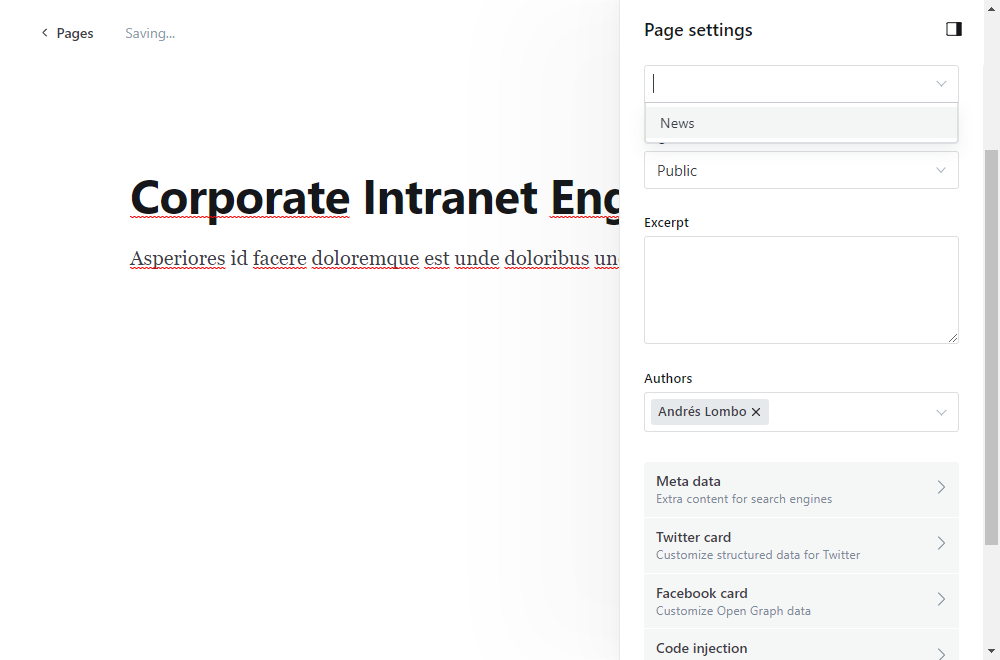 Pages
Saving...
Page settings
News
Public
Corporate Intranet
Asperiores id facere doloremque est unde doloribus
Excerpt
Authors
Andrés Lombo
Meta data
Extra content for search engines
Twitter card
Customize structured data for Twitter
Facebook card
Customize Open Graph data
Code injection